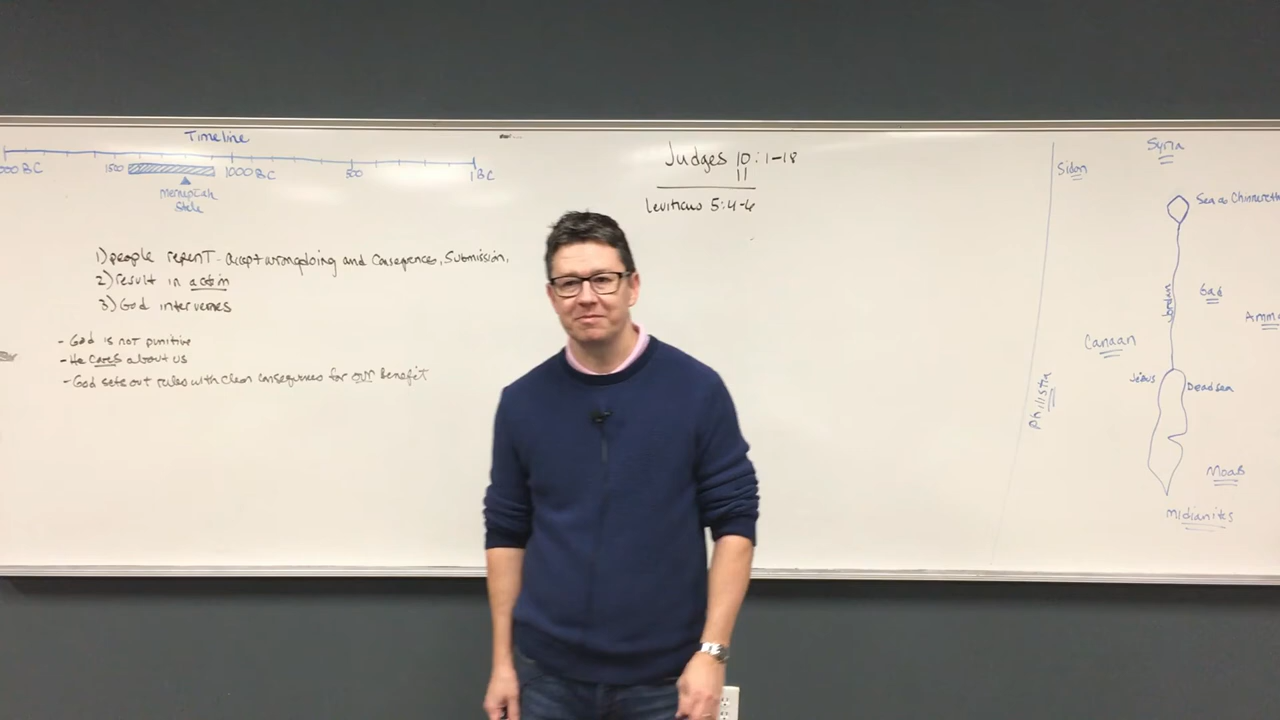 Timeline
000 BC 1500 1000 BC 500 1 BC
Merneptah
Stele
1) people repent - accept wrongdoing and consequences, submission,
2) result in action
3) God intervenes
- God is not punitive
- He cares about us
- God sets out rules with clear consequences for our benefit
Judges 10:1-18
11
Leviticus 5:4-6
Syria
Sidon
Sea of Chinnereth
Jordan
Gad
Ammo
Canaan
Jebus
Dead sea
Philistia
Moab
Midianites